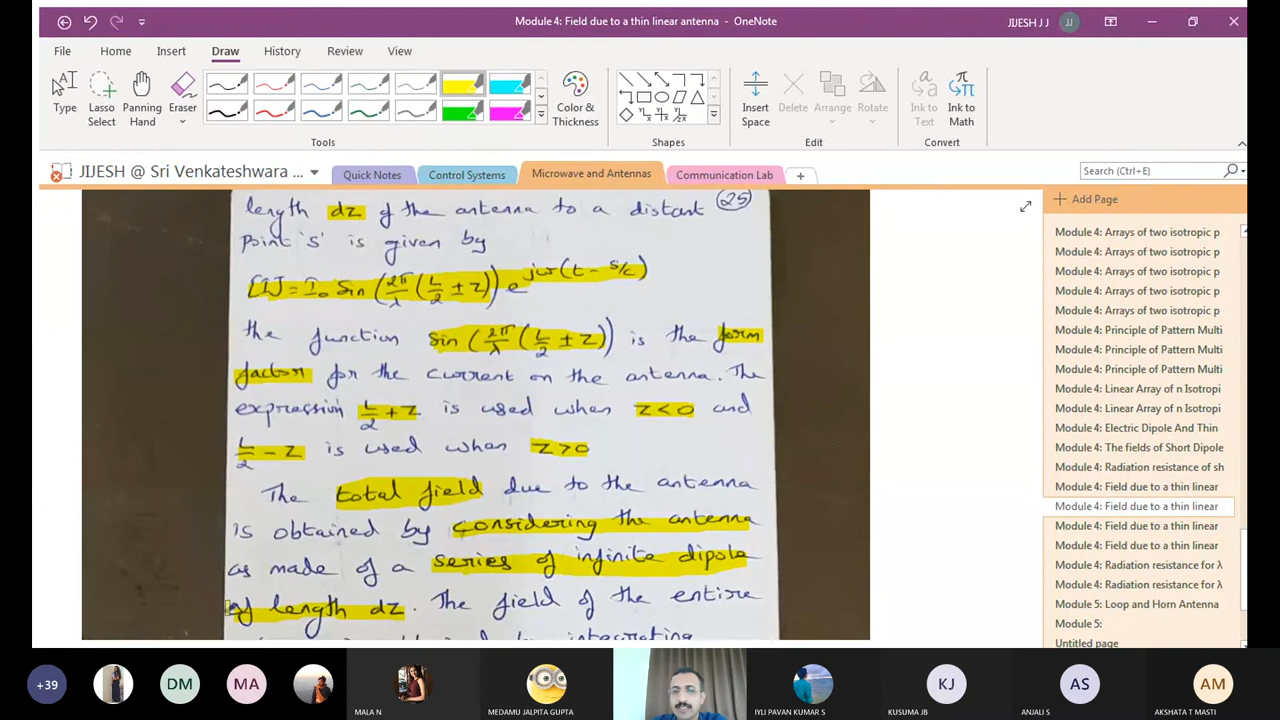 Module 4: Field due to a thin linear antenna - OneNote
JIJESH J J
JJ
File Home Insert Draw History Review View
Type
Lasso Select
Panning Hand
Eraser
Color & Thickness
Insert Space
Delete
Arrange
Rotate
Ink to Text
Ink to Math
Tools
Shapes
Edit
Convert
JIJESH @ Sri Venkateshwara ...
Quick Notes
Control Systems
Microwave and Antennas
Communication Lab
Search (Ctrl+E)
length dz of the antenna to a distant (25)
point 's' is given by
[I] = I₀ Sin (2π/λ (L/2 ± z)) e^jω(t - s/c)
the function sin (2π/λ (L/2 ± z)) is the form
factor for the current on the antenna. The
expression L/2 + z is used when z < 0 and
L/2 - z is used when z > 0
The total field due to the antenna
is obtained by considering the antenna
as made of a series of infinite dipole
of length dz. The field of the entire
integrating
Add Page
Module 4: Arrays of two isotropic p
Module 4: Arrays of two isotropic p
Module 4: Arrays of two isotropic p
Module 4: Arrays of two isotropic p
Module 4: Arrays of two isotropic p
Module 4: Principle of Pattern Multi
Module 4: Principle of Pattern Multi
Module 4: Principle of Pattern Multi
Module 4: Linear Array of n Isotropi
Module 4: Linear Array of n Isotropi
Module 4: Electric Dipole And Thin
Module 4: The fields of Short Dipole
Module 4: Radiation resistance of sh
Module 4: Field due to a thin linear
Module 4: Field due to a thin linear
Module 4: Field due to a thin linear
Module 4: Field due to a thin linear
Module 4: Radiation resistance for λ
Module 4: Radiation resistance for λ
Module 5: Loop and Horn Antenna
Module 5:
Untitled page
+39
DM
MA
MALA N
MEDAMU JALPITA GUPTA
IYLI PAVAN KUMAR S
KJ
KUSUMA JB
AS
ANJALI S
AM
AKSHATA T MASTI